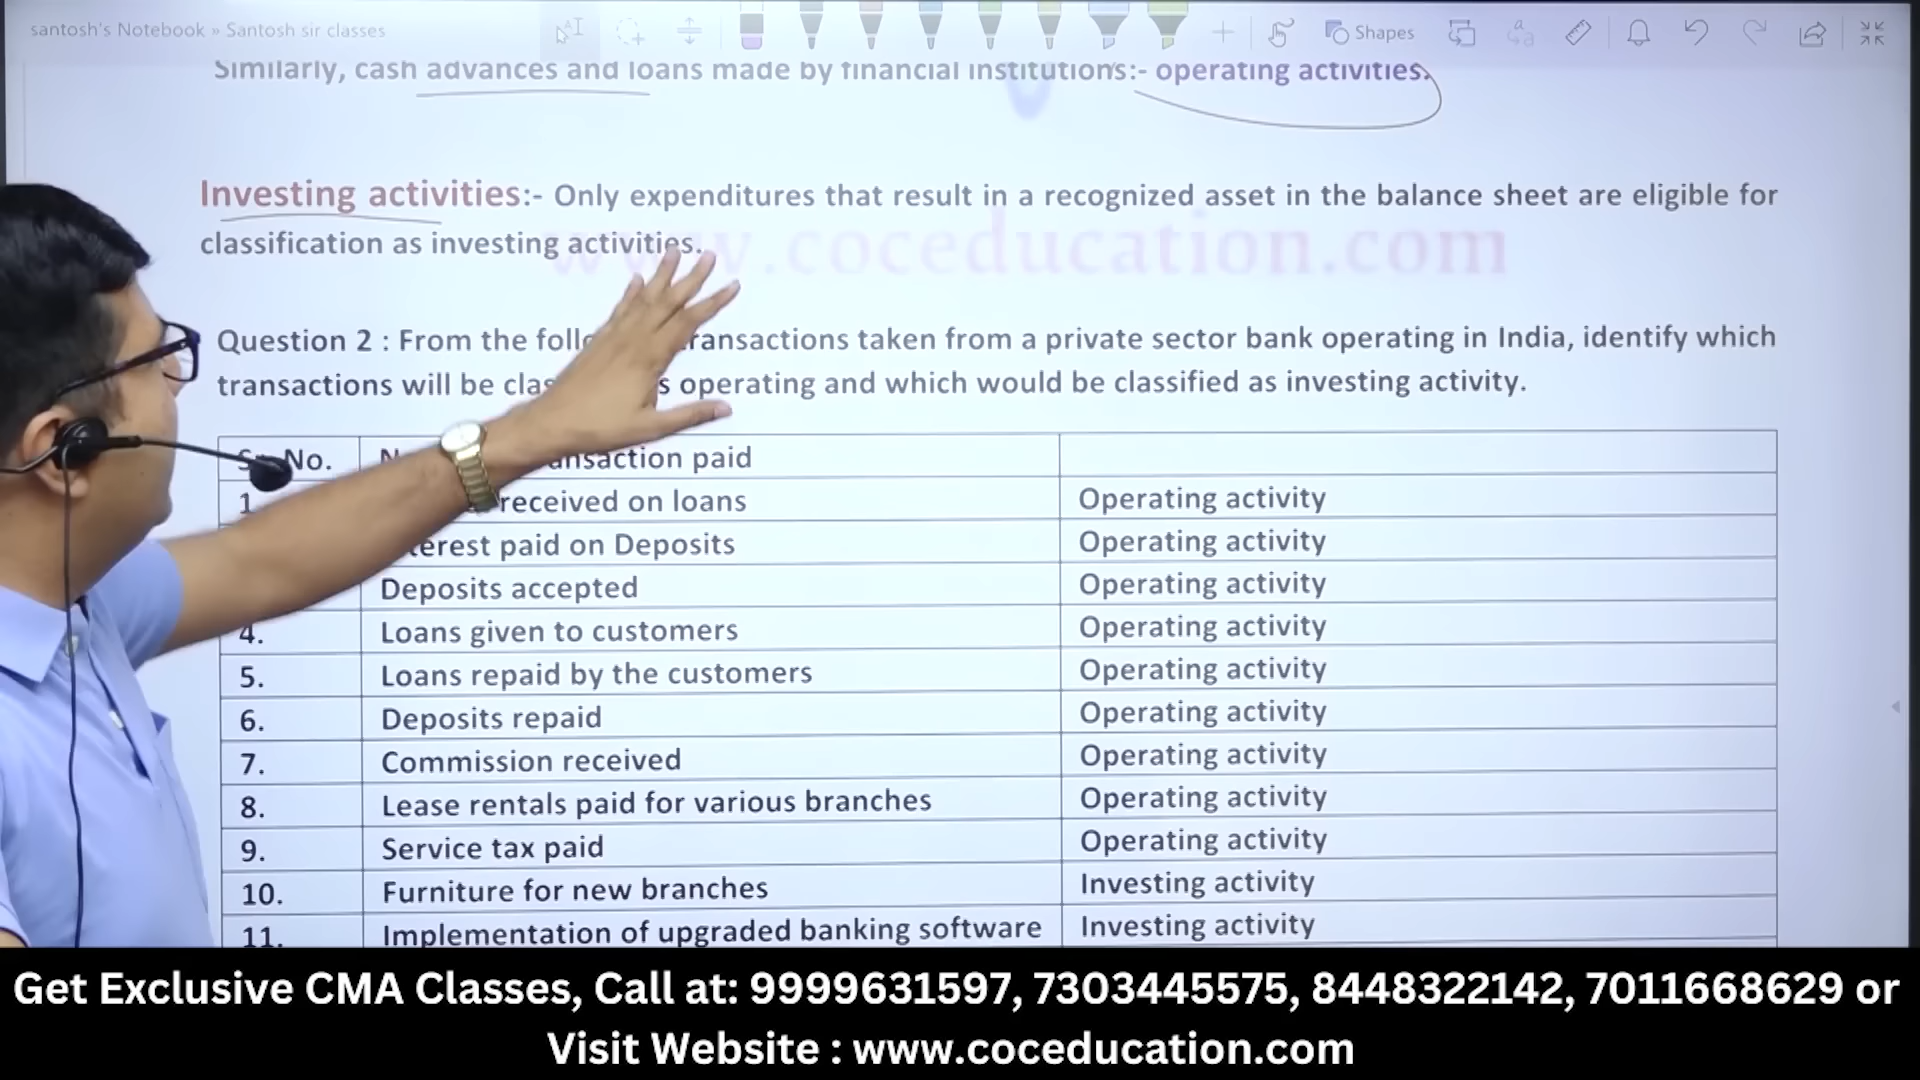 santosh's Notebook » Santosh sir classes
Shapes
Similarly, cash advances and loans made by financial institutions:- operating activities.
Investing activities:- Only expenditures that result in a recognized asset in the balance sheet are eligible for
classification as investing activities.
www.coceducation.com
Question 2 : From the transactions taken from a private sector bank operating in India, identify which
transactions will be operating and which would be classified as investing activity.
No. paid
1 received on loans Operating activity
paid on Deposits Operating activity
Deposits accepted Operating activity
4. Loans given to customers Operating activity
5. Loans repaid by the customers Operating activity
6. Deposits repaid Operating activity
7. Commission received Operating activity
8. Lease rentals paid for various branches Operating activity
9. Service tax paid Operating activity
10. Furniture for new branches Investing activity
11. Implementation of upgraded banking software Investing activity
Get Exclusive CMA Classes, Call at: 9999631597, 7303445575, 8448322142, 7011668629 or
Visit Website : www.coceducation.com